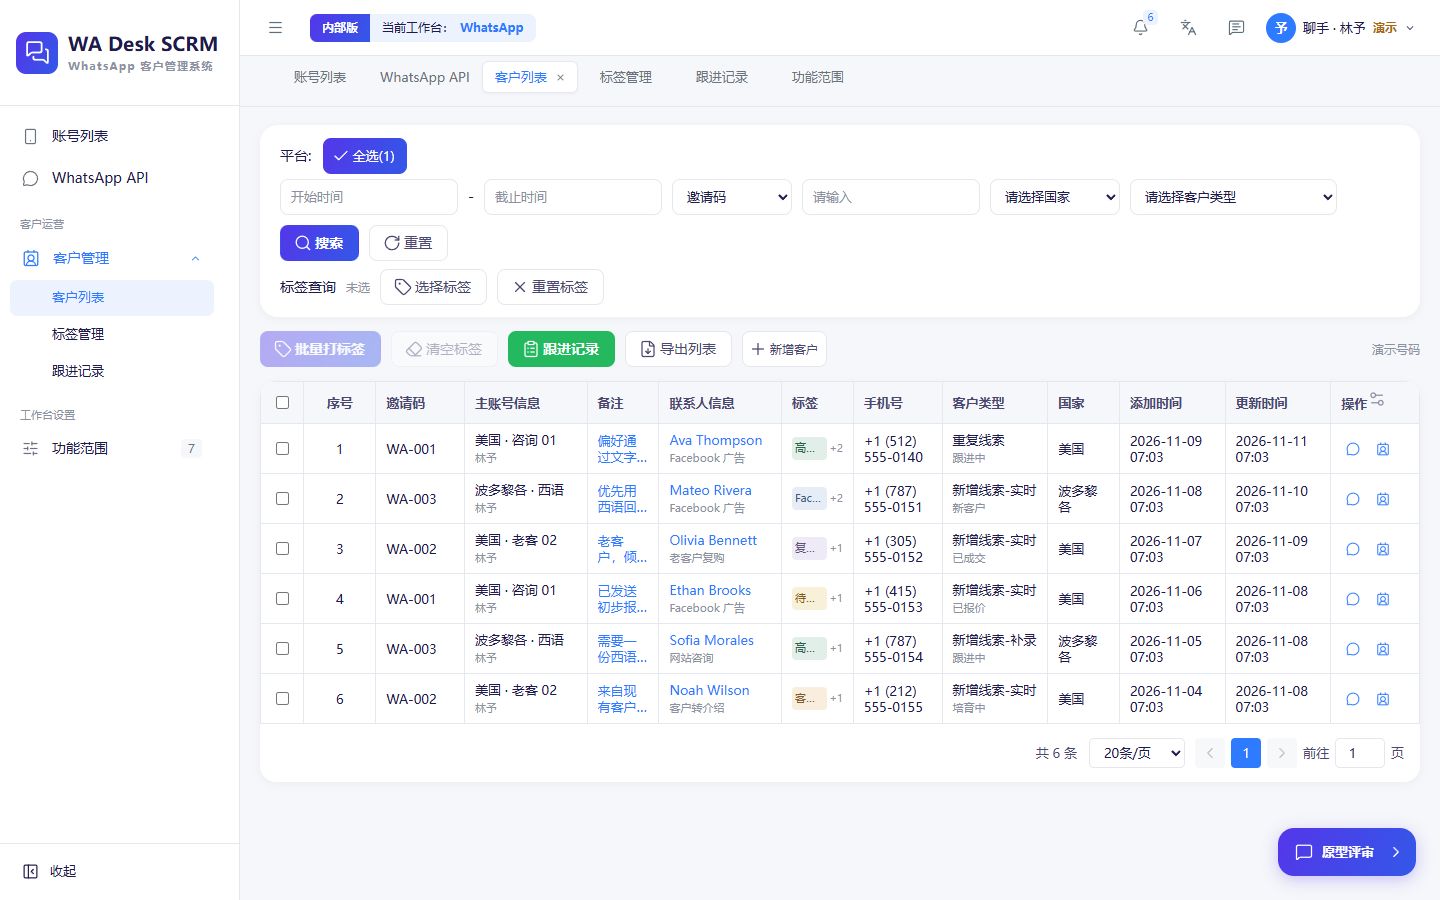 WA Desk SCRM
WhatsApp 客户管理系统
账号列表
WhatsApp API
客户运营
客户管理
客户列表
标签管理
跟进记录
工作台设置
功能范围 7
收起
内部版 当前工作台： WhatsApp
6
予 聊手 · 林予 演示
账号列表 WhatsApp API 客户列表 × 标签管理 跟进记录 功能范围
平台: 全选(1)
开始时间 - 截止时间 邀请码 请输入 请选择国家 请选择客户类型
搜索 重置
标签查询 未选 选择标签 重置标签
批量打标签 清空标签 跟进记录 导出列表 新增客户 演示号码
序号 邀请码 主账号信息 备注 联系人信息 标签 手机号 客户类型 国家 添加时间 更新时间 操作
1 WA-001 美国 · 咨询 01 林予 偏好通过文字... Ava Thompson Facebook 广告 高... +2 +1 (512) 555-0140 重复线索 跟进中 美国 2026-11-09 07:03 2026-11-11 07:03
2 WA-003 波多黎各 · 西语 林予 优先用西语回... Mateo Rivera Facebook 广告 Fac... +2 +1 (787) 555-0151 新增线索-实时 新客户 波多黎各 2026-11-08 07:03 2026-11-10 07:03
3 WA-002 美国 · 老客 02 林予 老客户，倾... Olivia Bennett 老客户复购 复... +1 +1 (305) 555-0152 新增线索-实时 已成交 美国 2026-11-07 07:03 2026-11-09 07:03
4 WA-001 美国 · 咨询 01 林予 已发送初步报... Ethan Brooks Facebook 广告 待... +1 +1 (415) 555-0153 新增线索-实时 已报价 美国 2026-11-06 07:03 2026-11-08 07:03
5 WA-003 波多黎各 · 西语 林予 需要一份西语... Sofia Morales 网站咨询 高... +1 +1 (787) 555-0154 新增线索-补录 跟进中 波多黎各 2026-11-05 07:03 2026-11-08 07:03
6 WA-002 美国 · 老客 02 林予 来自现有客户... Noah Wilson 客户转介绍 客... +1 +1 (212) 555-0155 新增线索-实时 培育中 美国 2026-11-04 07:03 2026-11-08 07:03
共 6 条 20条/页 1 前往 1 页
原型评审